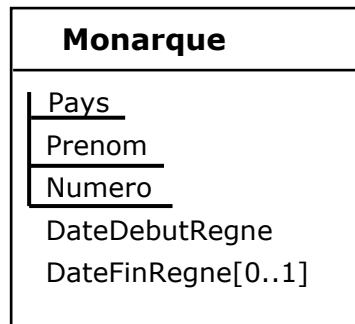 Monarque
Pays
Prenom
Numero
DateDebutRegne
DateFinRegne[0..1]